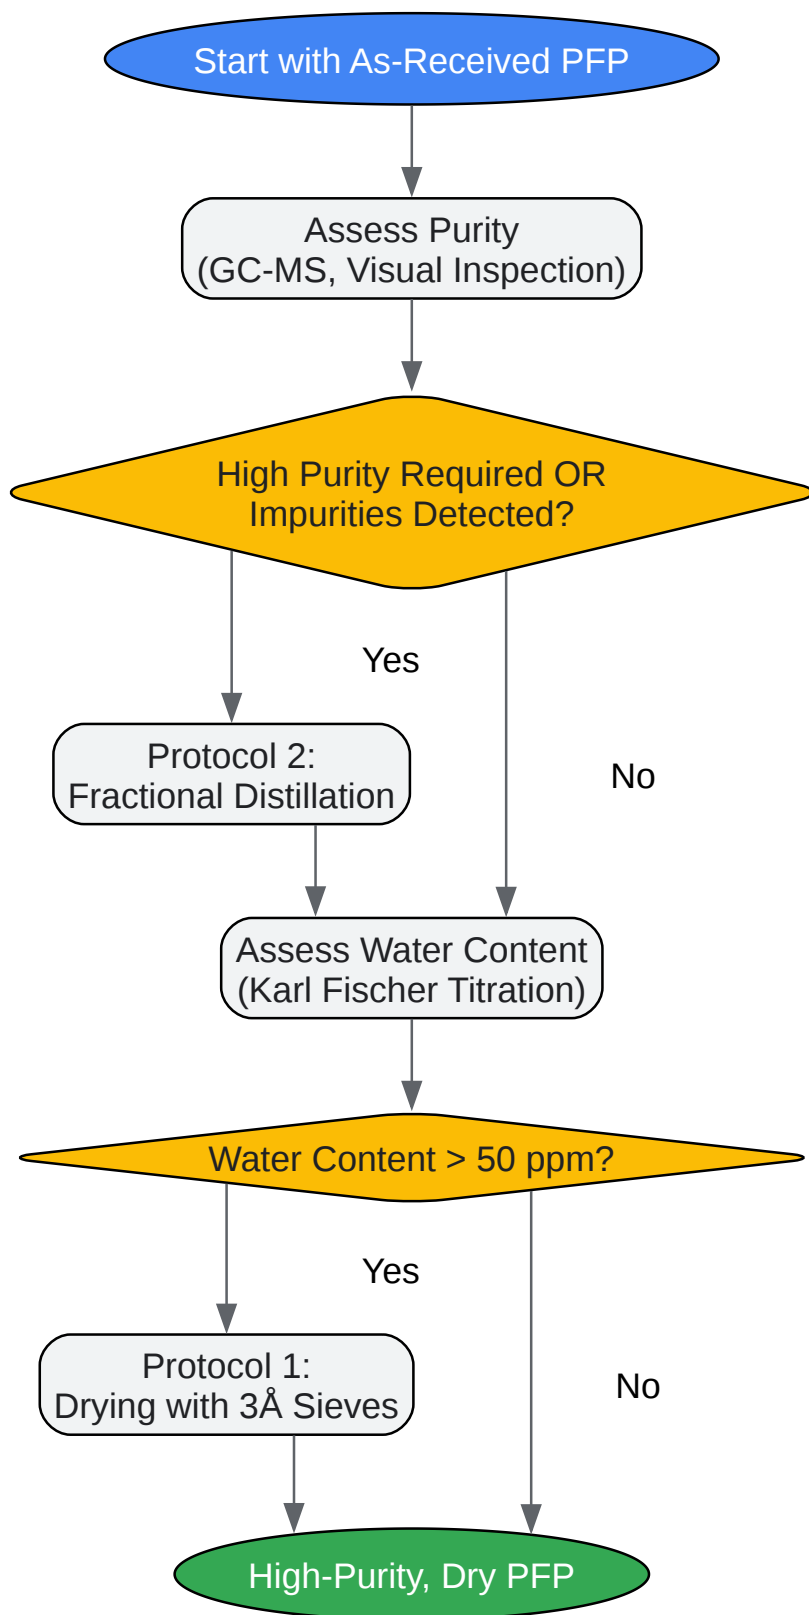 Start with As-Received PFP
Assess Purity
(GC-MS, Visual Inspection)
High Purity Required OR
Impurities Detected?
Yes
Protocol 2:
Fractional Distillation
No
Assess Water Content
(Karl Fischer Titration)
Water Content > 50 ppm?
Yes
Protocol 1:
Drying with 3Å Sieves
No
High-Purity, Dry PFP